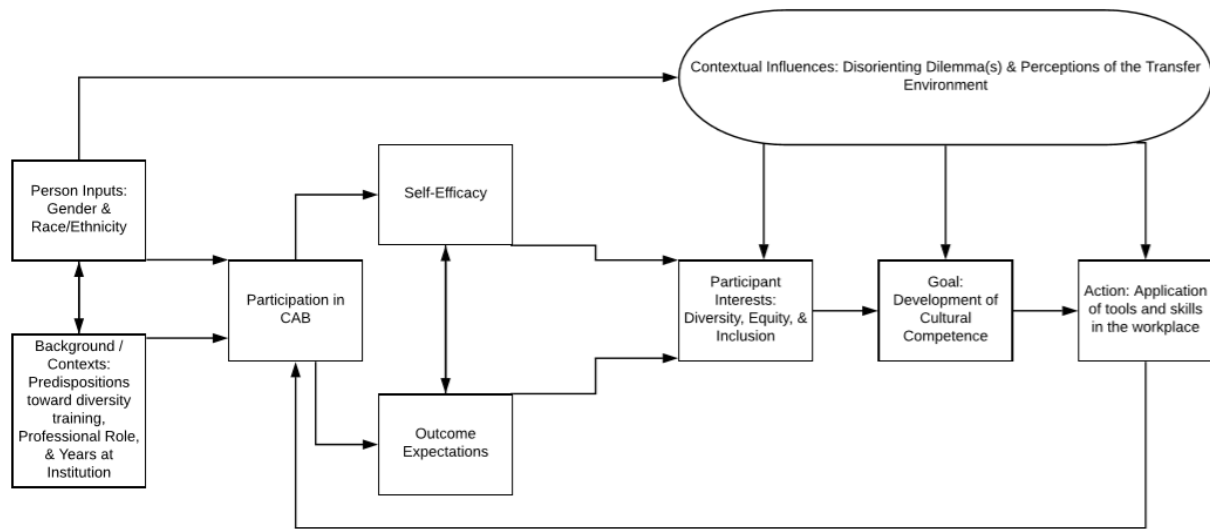 Contextual Influences: Disorienting Dilemma(s) & Perceptions of the Transfer
Environment
Person Inputs:
Gender &
Race/Ethnicity
Self-Efficacy
Participation in
CAB
Participant
Interests:
Diversity, Equity, &
Inclusion
Goal:
Development of
Cultural
Competence
Action: Application
of tools and skills
in the workplace
Background /
Contexts:
Predispositions
toward diversity
training,
Professional Role,
& Years at
Institution
Outcome
Expectations